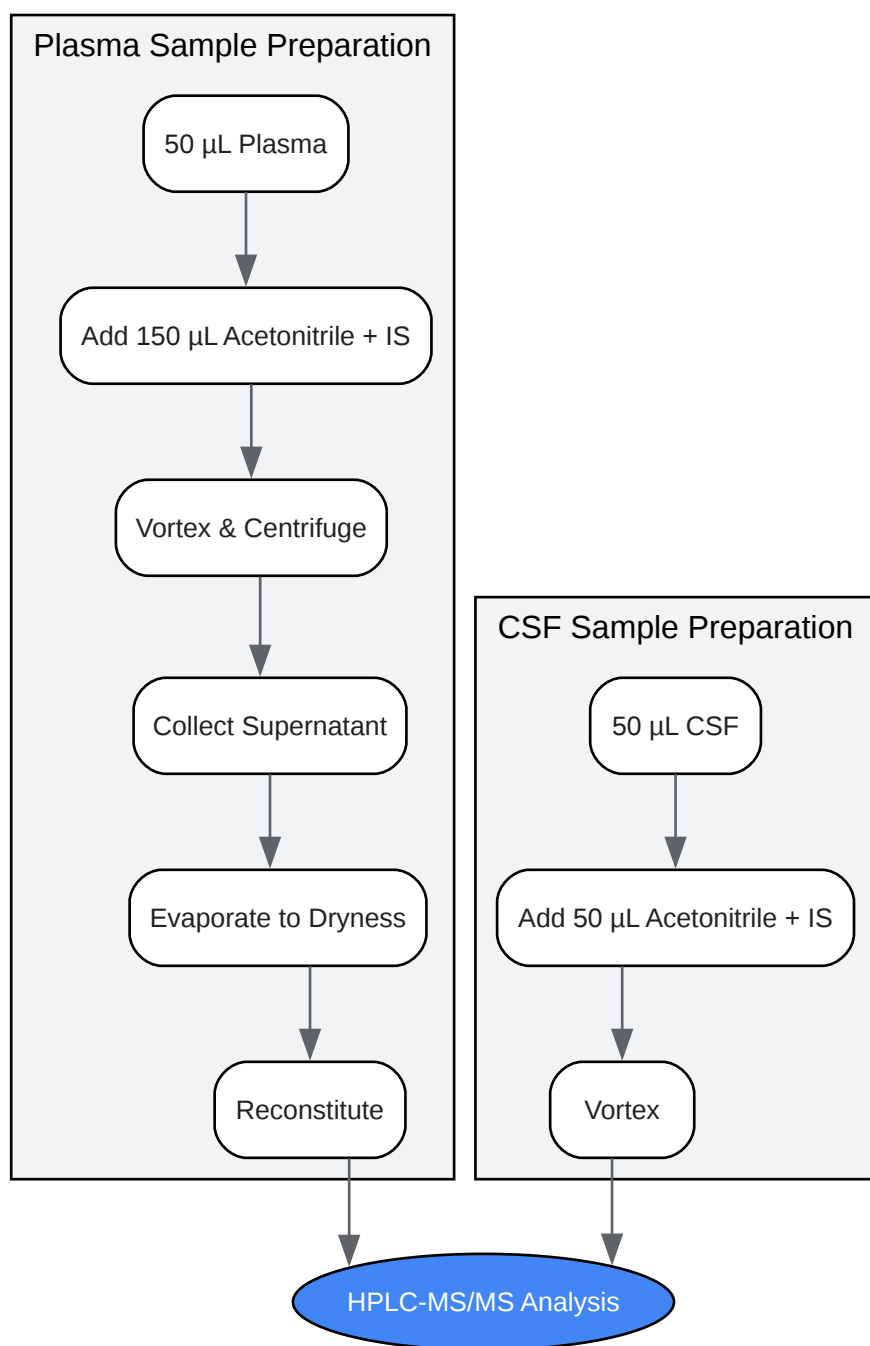 Plasma Sample Preparation
50 µL Plasma
Add 150 µL Acetonitrile + IS
Vortex & Centrifuge
Collect Supernatant
Evaporate to Dryness
Reconstitute
CSF Sample Preparation
50 µL CSF
Add 50 µL Acetonitrile + IS
Vortex
HPLC-MS/MS Analysis